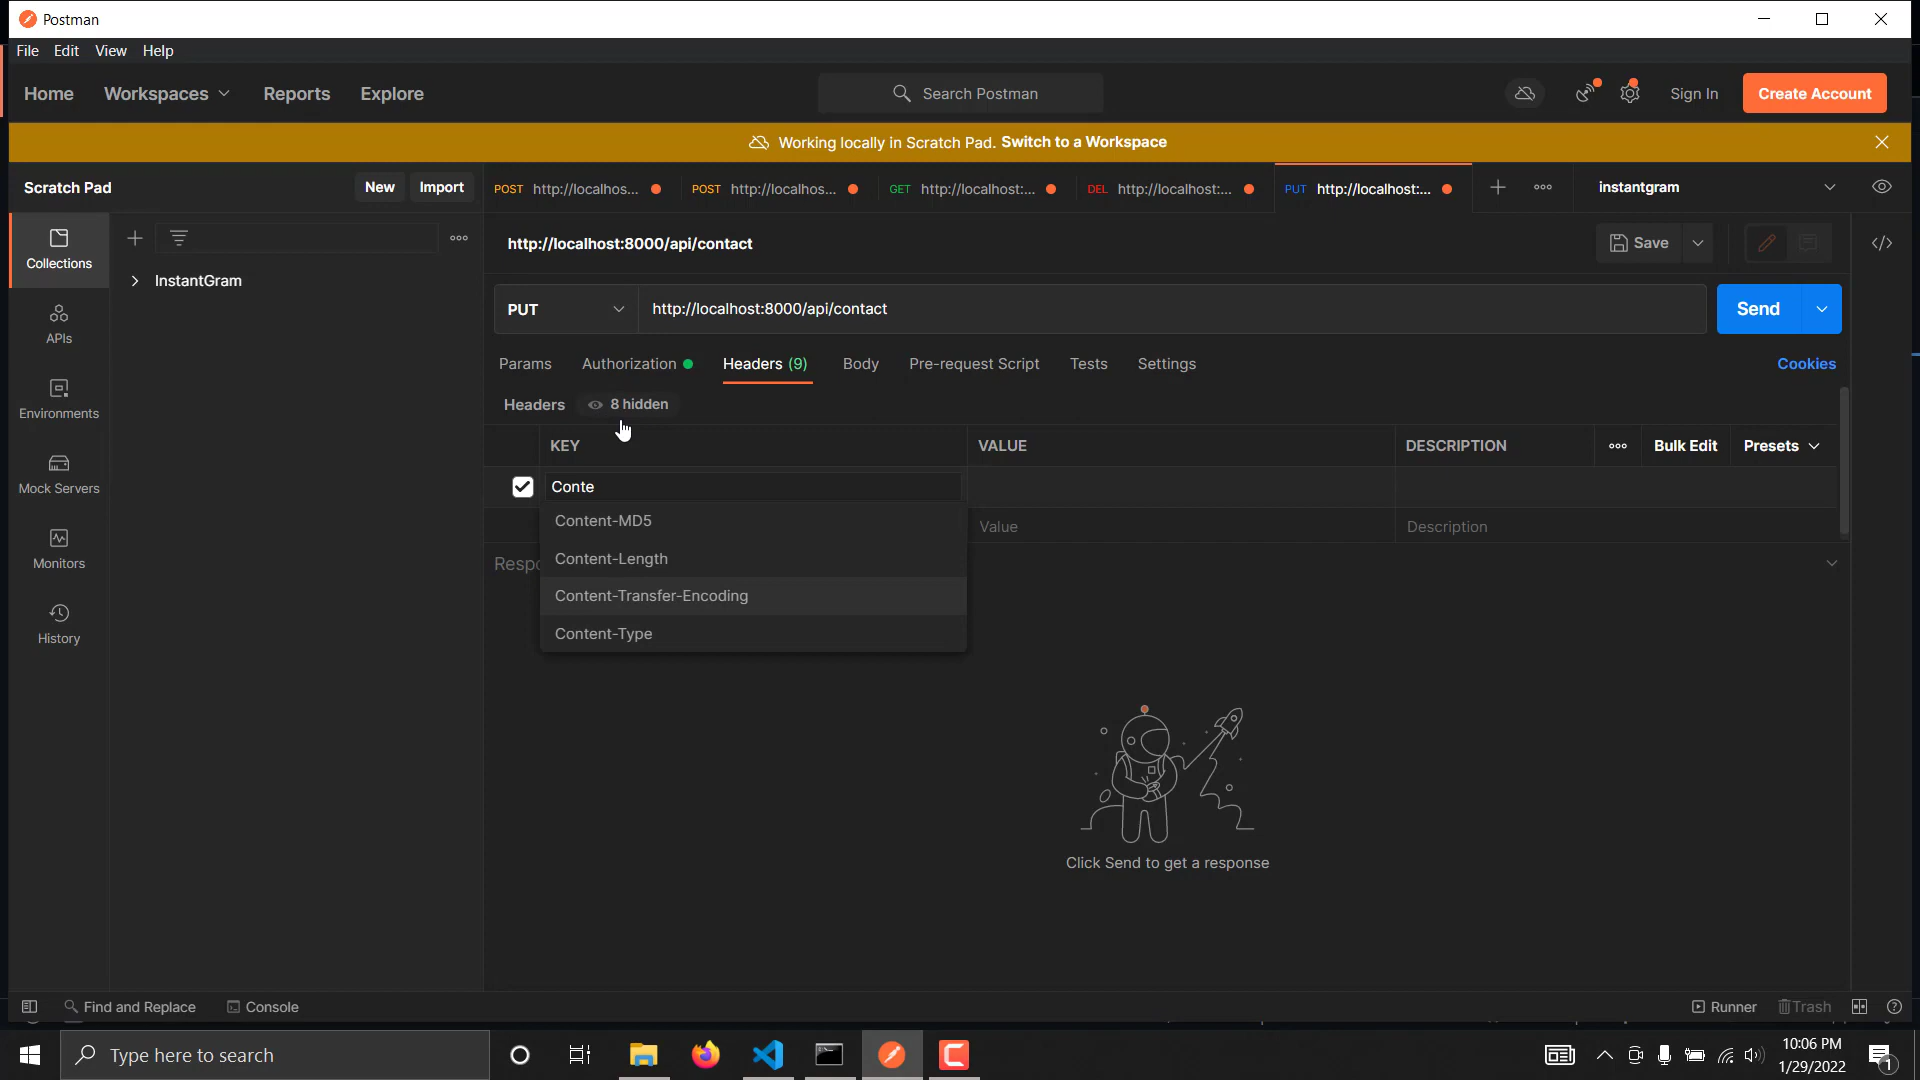 Postman
File Edit View Help
Home Workspaces Reports Explore Search Postman Sign In Create Account
Working locally in Scratch Pad. Switch to a Workspace
Scratch Pad New Import POST http://localhos... POST http://localhos... GET http://localhost:... DEL http://localhost:... PUT http://localhost:... instantgram
Collections
InstantGram
APIs
Environments
Mock Servers
Monitors
History
http://localhost:8000/api/contact Save
PUT http://localhost:8000/api/contact Send
Params Authorization Headers (9) Body Pre-request Script Tests Settings Cookies
Headers 8 hidden
KEY VALUE DESCRIPTION Bulk Edit Presets
Conte
Content-MD5
Content-Length
Content-Transfer-Encoding
Content-Type
Value Description
Respo
Click Send to get a response
Find and Replace Console Runner Trash
Type here to search
10:06 PM
1/29/2022
1